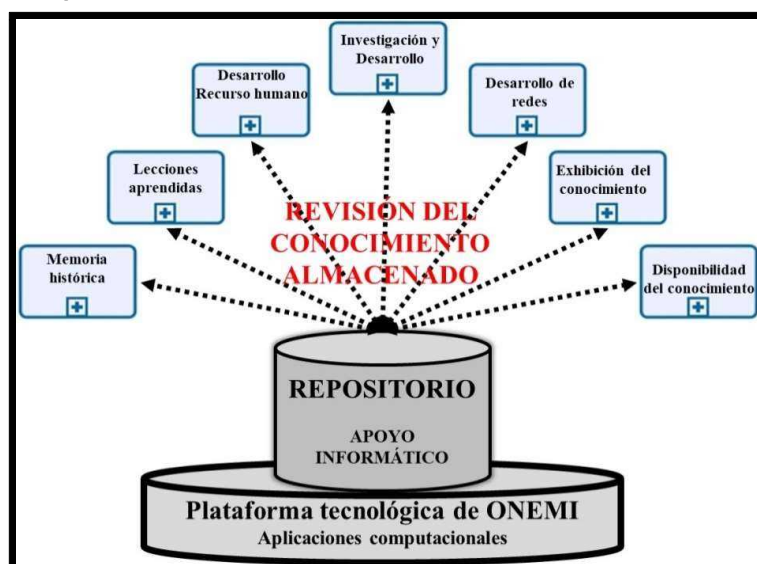 Investigación y
Desarrollo
Desarrollo
Recurso humano
Desarrollo de
redes
Lecciones
aprendidas
Exhibición del
conocimiento
Memoria
histórica
Disponibilidad
del conocimiento
REVISIÓN DEL
CONOCIMIENTO
ALMACENADO
REPOSITORIO
APOYO
INFORMÁTICO
Plataforma tecnológica de ONEMI
Aplicaciones computacionales